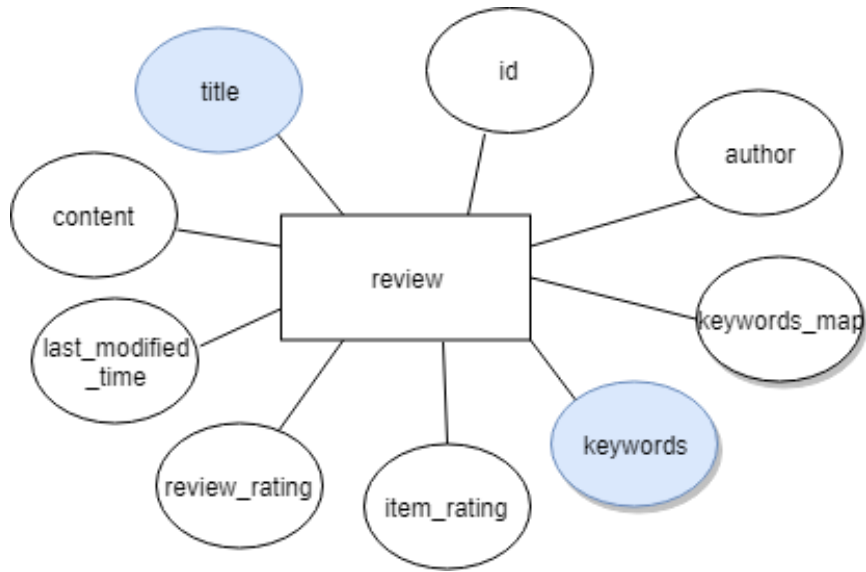 title
id
author
content
review
keywords_map
last_modified
_time
keywords
review_rating
item_rating